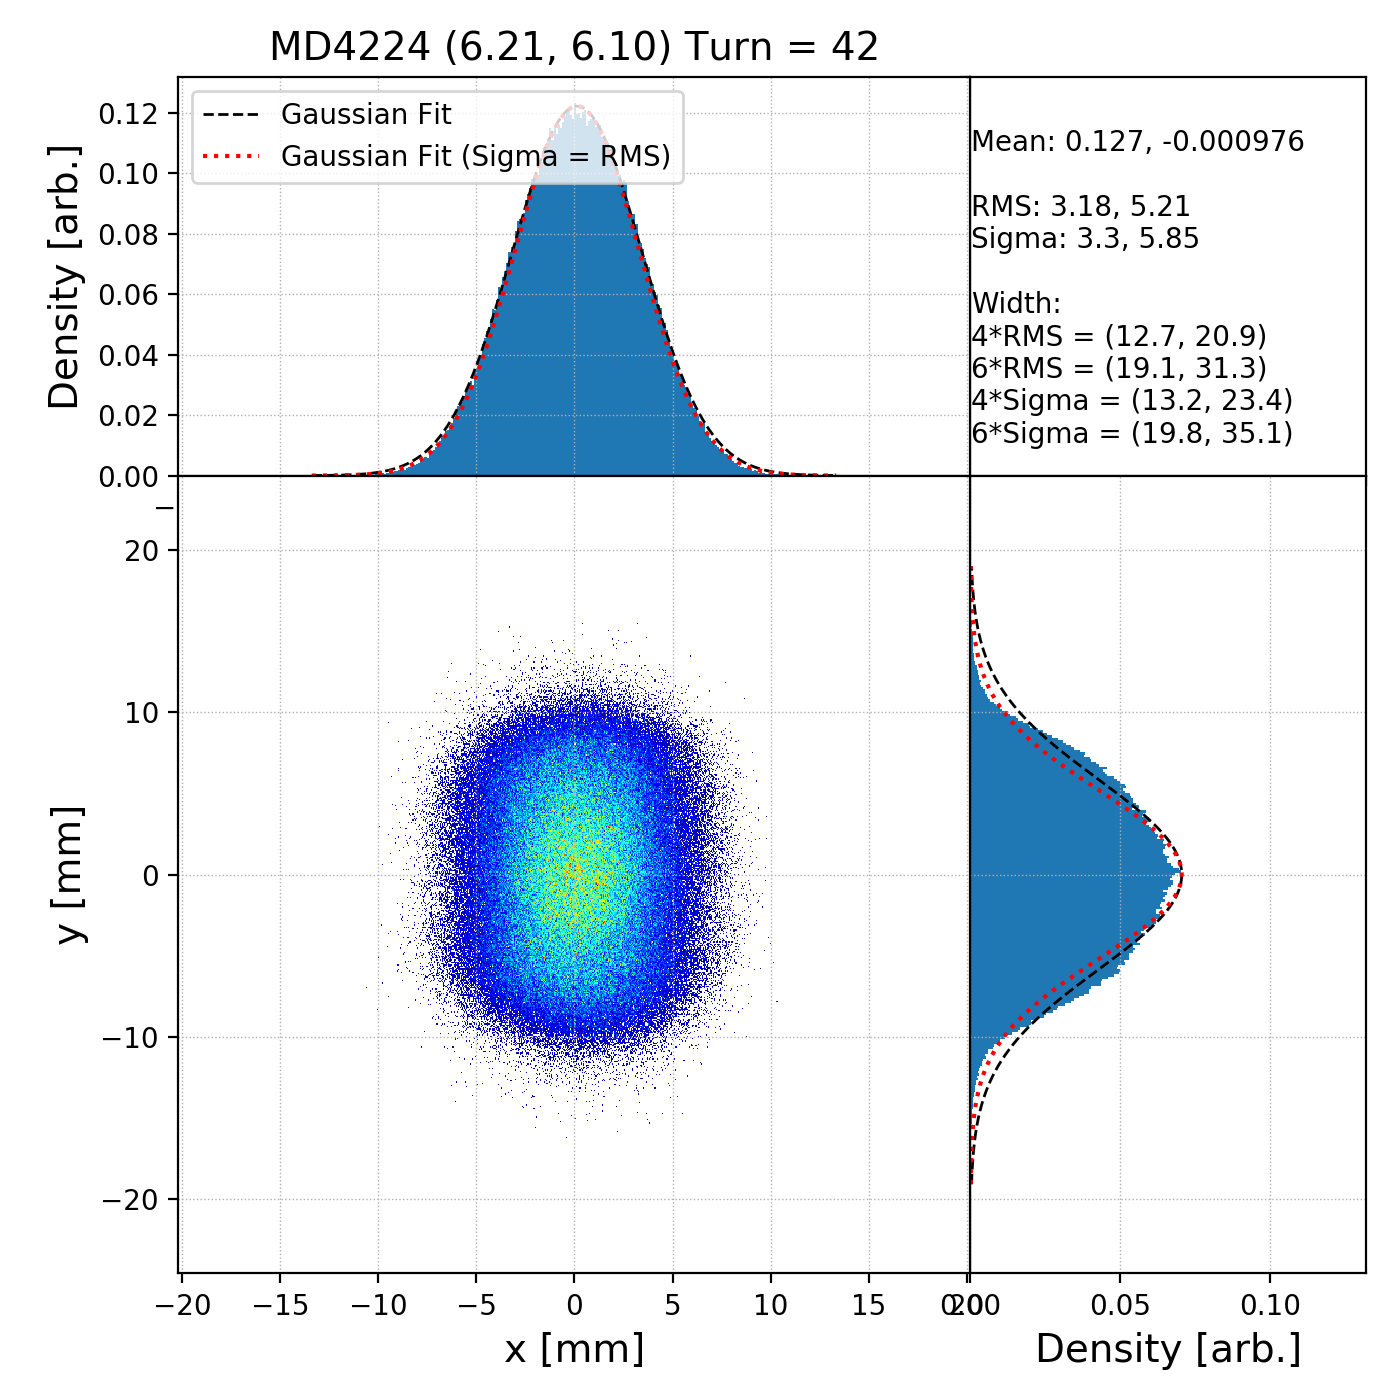 MD4224 (6.21, 6.10) Turn = 42
Gaussian Fit
Gaussian Fit (Sigma = RMS)
0.12
0.10
0.08
0.06
0.04
0.02
0.00
Density [arb.]
Mean: 0.127, -0.000976
RMS: 3.18, 5.21
Sigma: 3.3, 5.85
Width:
4*RMS = (12.7, 20.9)
6*RMS = (19.1, 31.3)
4*Sigma = (13.2, 23.4)
6*Sigma = (19.8, 35.1)
20
10
0
−10
−20
y [mm]
−20 −15 −10 −5 0 5 10 15 20
x [mm]
0.00 0.05 0.10
Density [arb.]